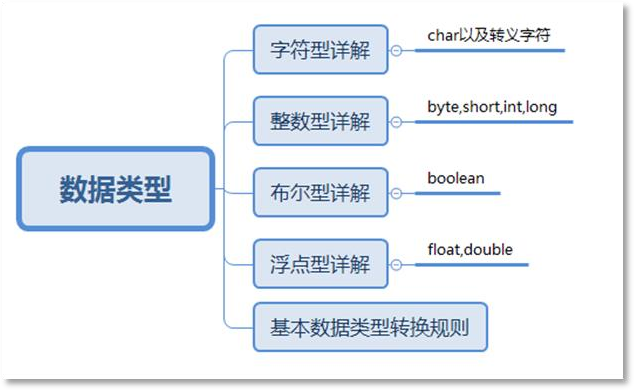 数据类型
字符型详解
char以及转义字符
整数型详解
byte,short,int,long
布尔型详解
boolean
浮点型详解
float,double
基本数据类型转换规则